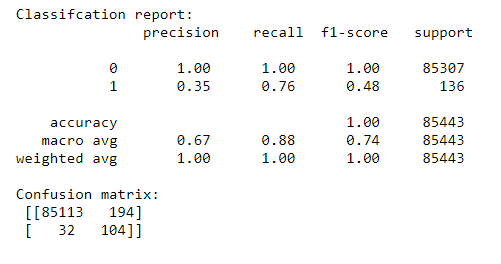 Classifcation report:
precision recall f1-score support
0 1.00 1.00 1.00 85307
1 0.35 0.76 0.48 136
accuracy 1.00 85443
macro avg 0.67 0.88 0.74 85443
weighted avg 1.00 1.00 1.00 85443
Confusion matrix:
[[85113 194]
[ 32 104]]